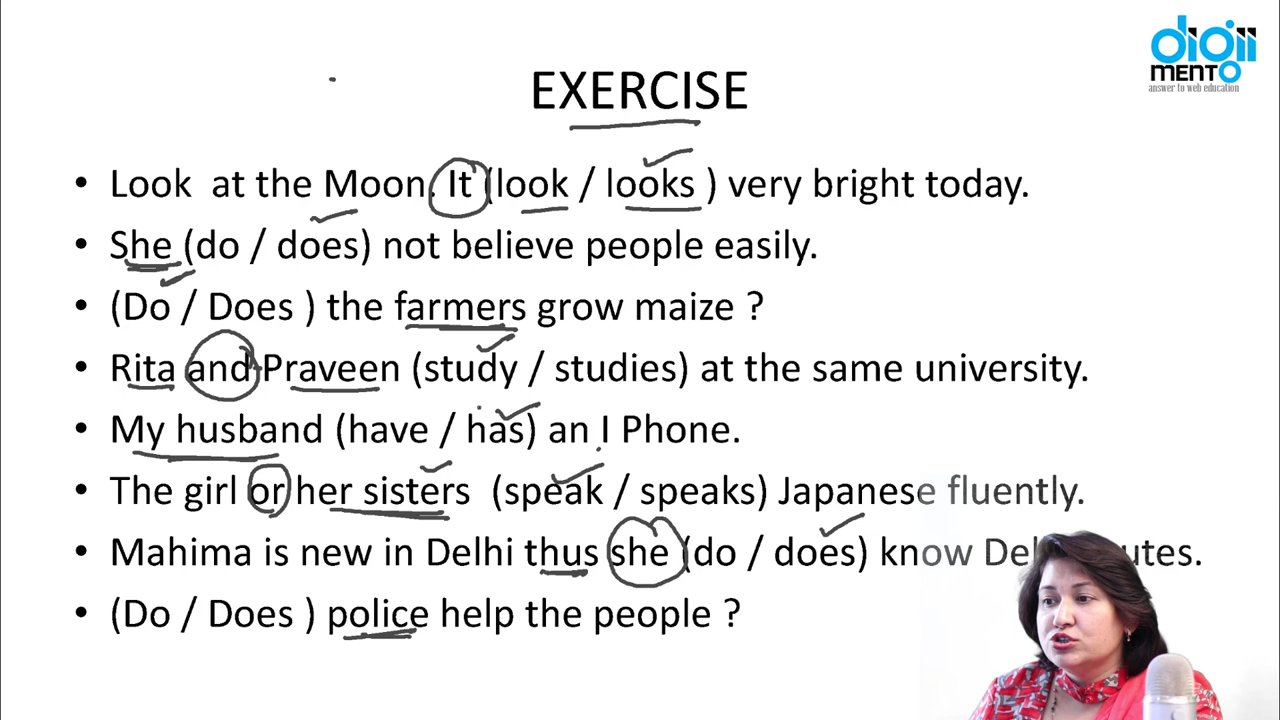 digii
MENTO
answer to web education
EXERCISE
• Look at the Moon. It (look / looks ) very bright today.
• She (do / does) not believe people easily.
• (Do / Does ) the farmers grow maize ?
• Rita and Praveen (study / studies) at the same university.
• My husband (have / has) an I Phone.
• The girl or her sisters (speak / speaks) Japanese fluently.
• Mahima is new in Delhi thus she (do / does) know
• (Do / Does ) police help the people ?